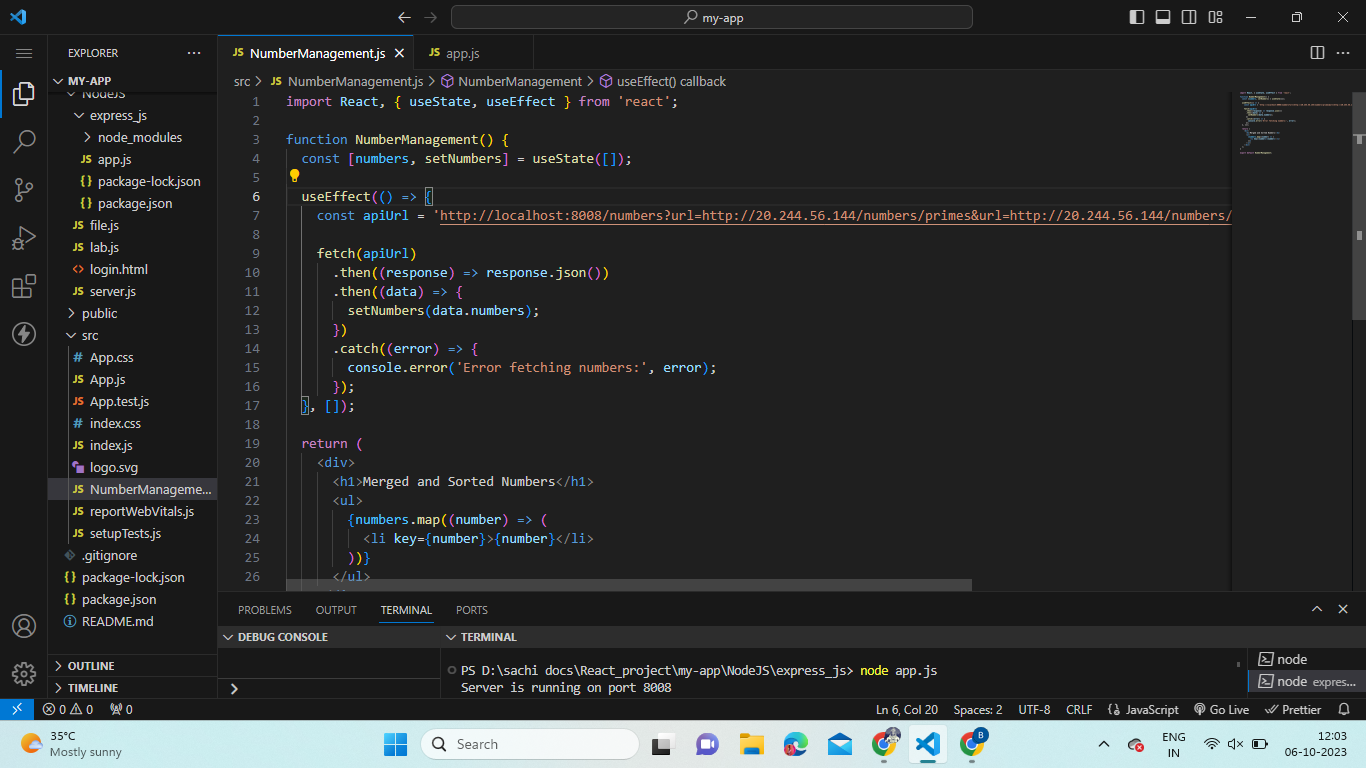 my-app
EXPLORER
MY-APP
NodeJS
express_js
node_modules
app.js
package-lock.json
package.json
file.js
lab.js
login.html
server.js
public
src
App.css
App.js
App.test.js
index.css
index.js
logo.svg
NumberManageme...
reportWebVitals.js
setupTests.js
.gitignore
package-lock.json
package.json
README.md
OUTLINE
TIMELINE
JS NumberManagement.js
JS app.js
src > JS NumberManagement.js > NumberManagement > useEffect() callback
1 import React, { useState, useEffect } from 'react';
2
3 function NumberManagement() {
4 const [numbers, setNumbers] = useState([]);
5
6 useEffect(() => {
7 const apiUrl = 'http://localhost:8008/numbers?url=http://20.244.56.144/numbers/primes&url=http://20.244.56.144/numbers/
8
9 fetch(apiUrl)
10 .then((response) => response.json())
11 .then((data) => {
12 setNumbers(data.numbers);
13 })
14 .catch((error) => {
15 console.error('Error fetching numbers:', error);
16 });
17 }, []);
18
19 return (
20 <div>
21 <h1>Merged and Sorted Numbers</h1>
22 <ul>
23 {numbers.map((number) => (
24 <li key={number}>{number}</li>
25 ))}
26 </ul>
PROBLEMS OUTPUT TERMINAL PORTS
DEBUG CONSOLE
TERMINAL
PS D:\sachi docs\React_project\my-app\NodeJS\express_js> node app.js
Server is running on port 8008
node
node expres...
0 0 0
Ln 6, Col 20 Spaces: 2 UTF-8 CRLF {} JavaScript Go Live Prettier
35°C
Mostly sunny
Search
B
ENG
IN
12:03
06-10-2023